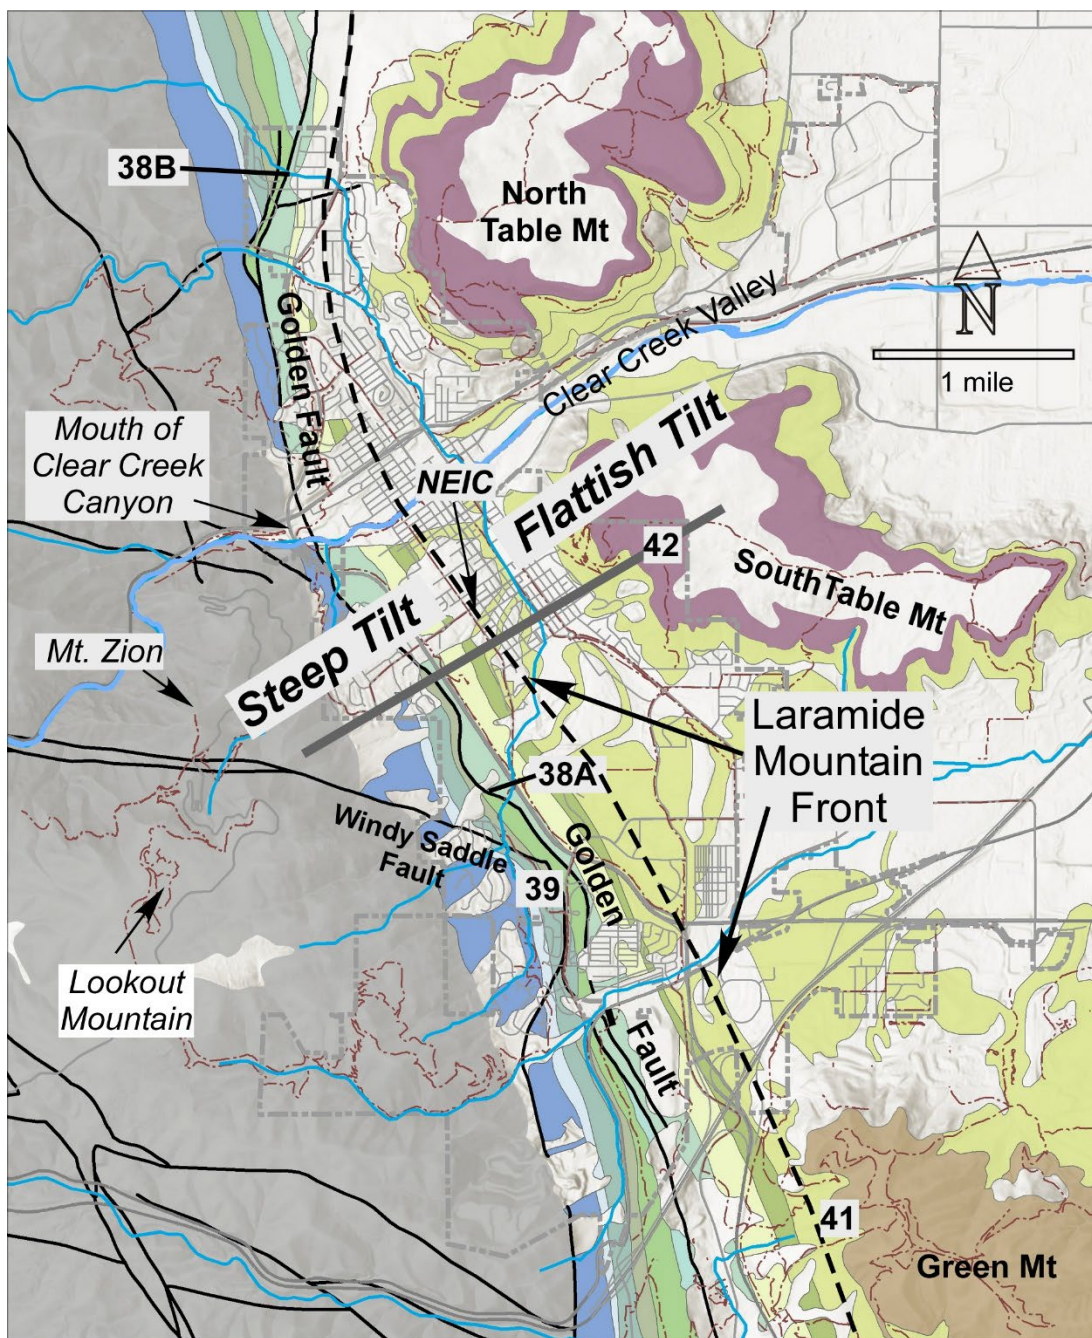 38B
North
Table Mt
Clear Creek Valley
N
1 mile
Golden Fault
Mouth of
Clear Creek
Canyon
NEIC
Flattish Tilt
42
SouthTable Mt
Steep Tilt
Mt. Zion
Laramide
Mountain
Front
38A
Windy Saddle
Fault
Golden
39
Lookout
Mountain
Fault
41
Green Mt